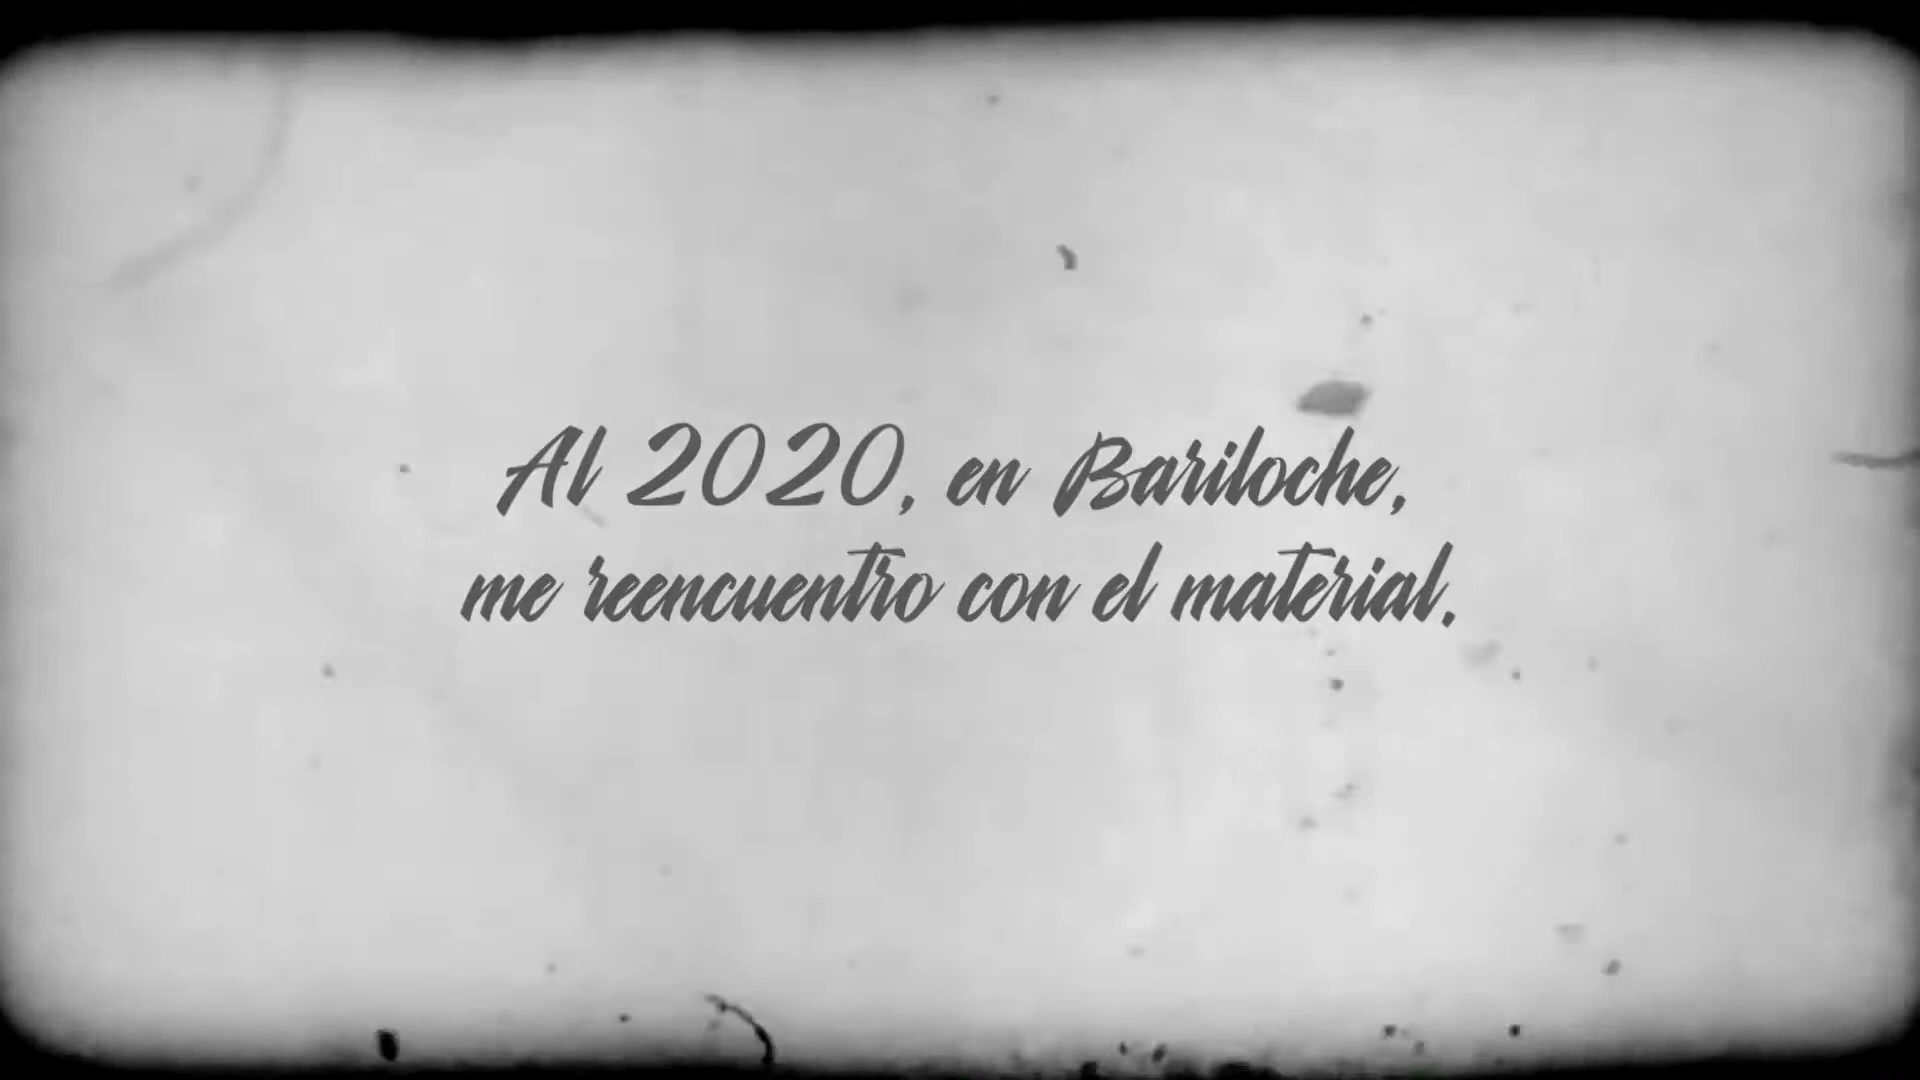 Al 2020, en Bariloche,
me reencuentro con el material.